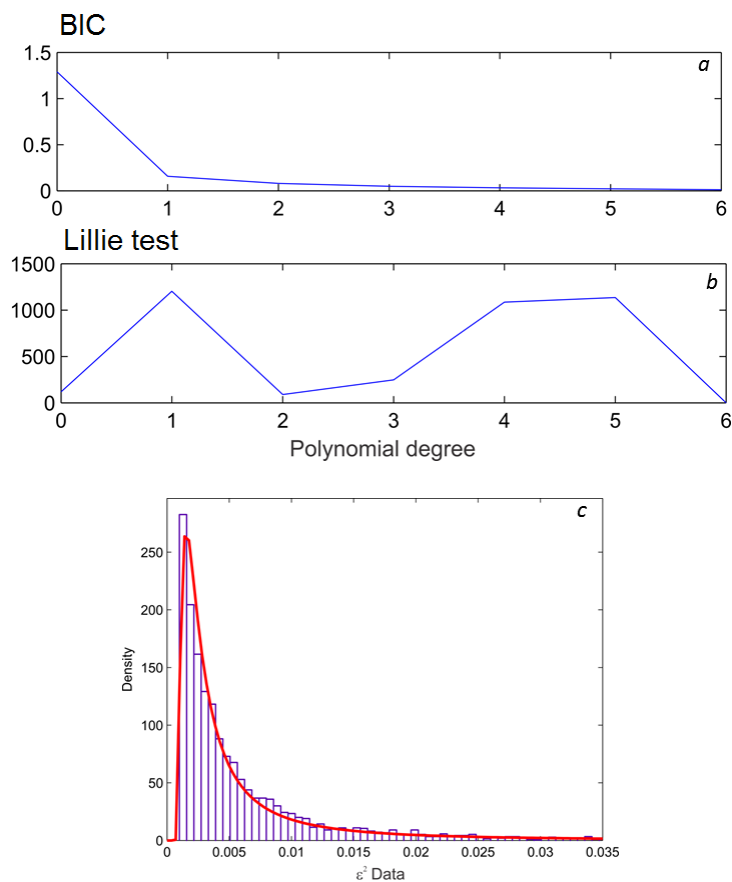 BIC
a
1.5
1
0.5
0
0 1 2 3 4 5 6
Lillie test
b
1500
1000
500
0
0 1 2 3 4 5 6
Polynomial degree
c
250
200
150
100
50
0
Density
0 0.005 0.01 0.015 0.02 0.025 0.03 0.035
ε² Data